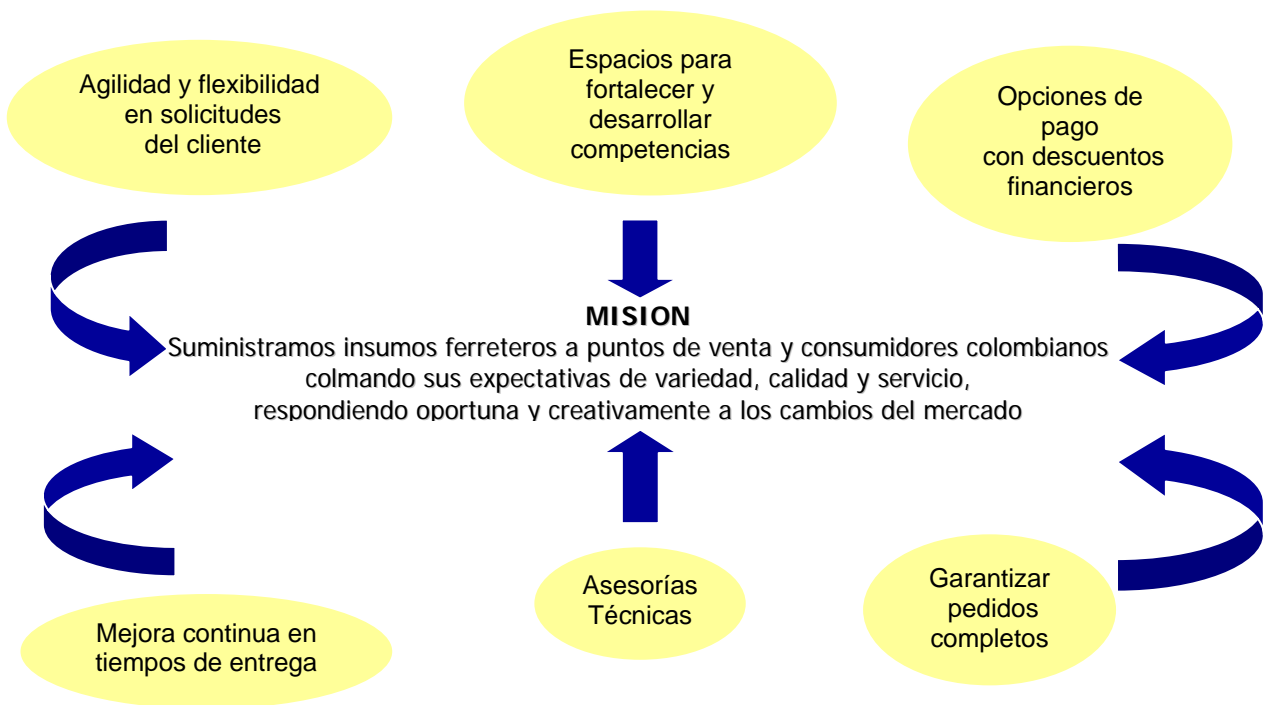 Agilidad y flexibilidad
en solicitudes
del cliente
Espacios para
fortalecer y
desarrollar
competencias
Opciones de
pago
con descuentos
financieros
MISION
Suministramos insumos ferreteros a puntos de venta y consumidores colombianos
colmando sus expectativas de variedad, calidad y servicio,
respondiendo oportuna y creativamente a los cambios del mercado
Mejora continua en
tiempos de entrega
Asesorías
Técnicas
Garantizar
pedidos
completos